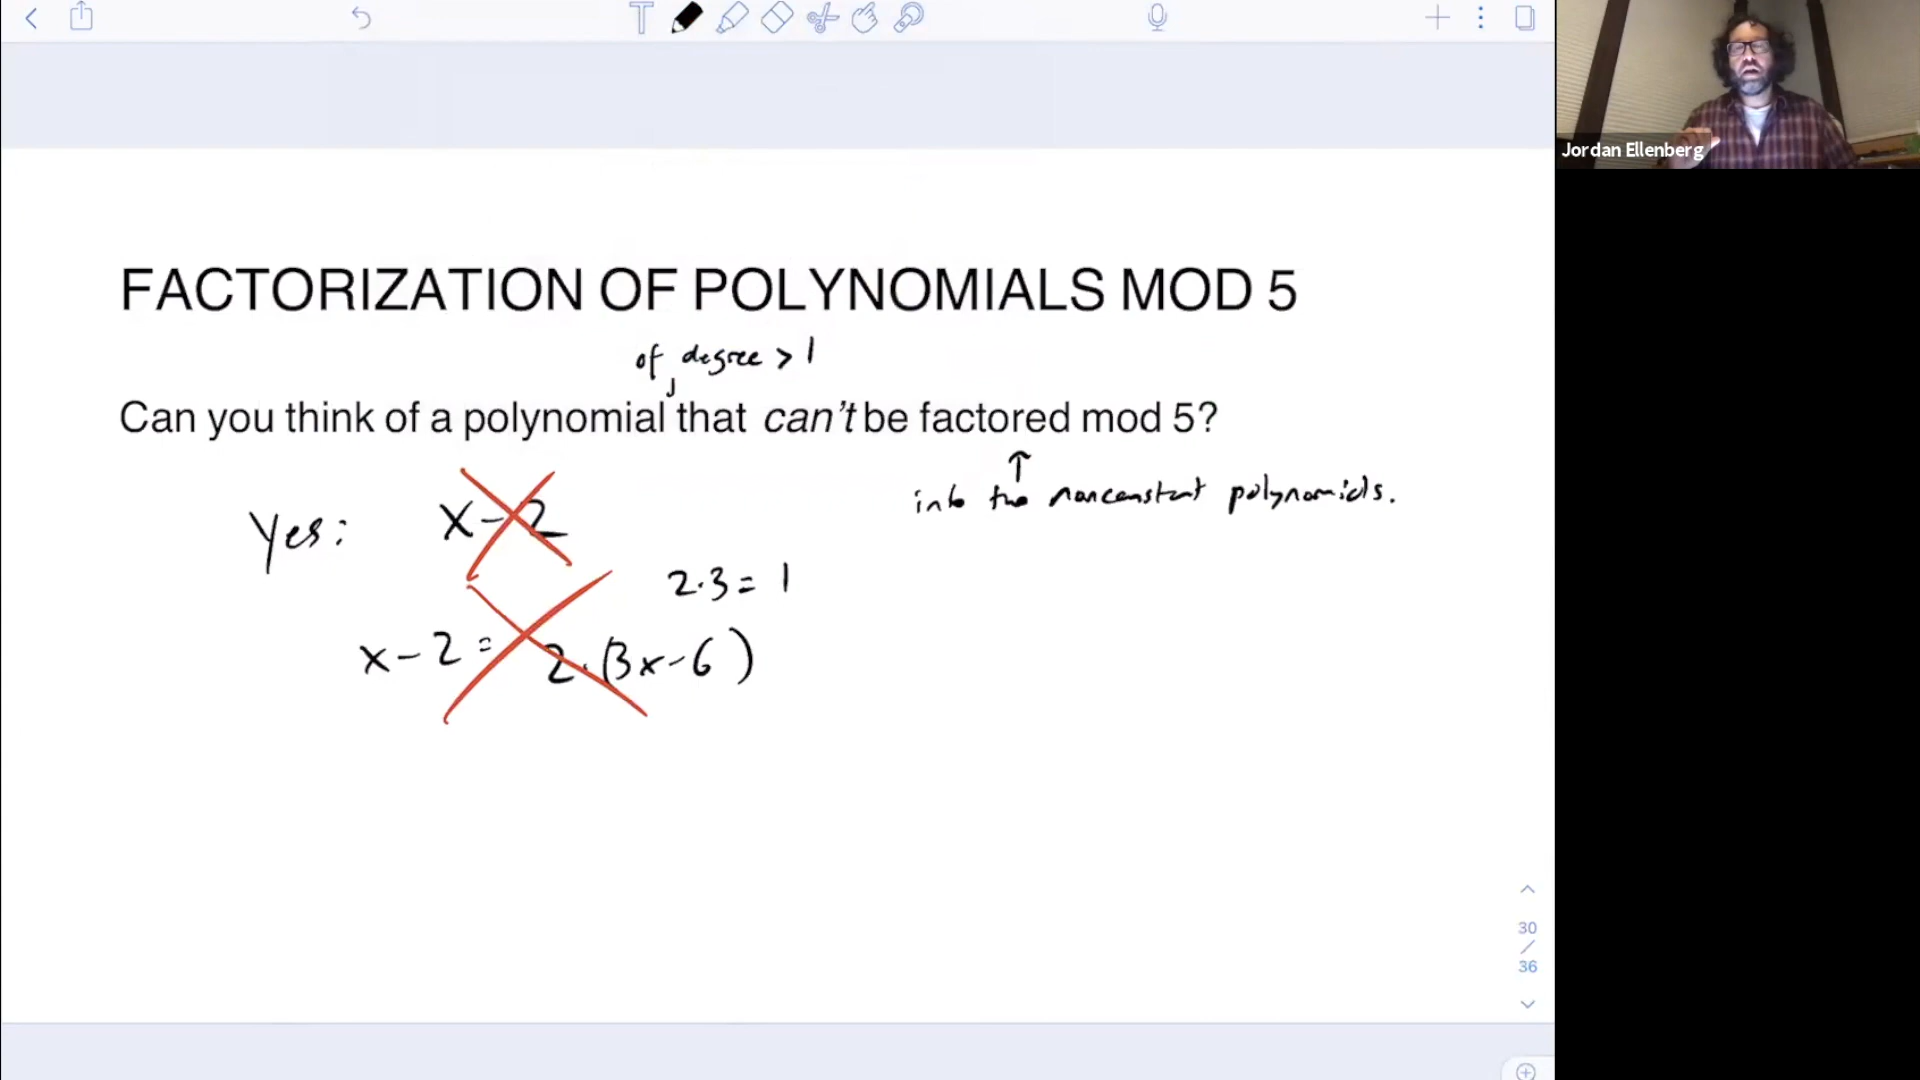 Jordan Ellenberg
FACTORIZATION OF POLYNOMIALS MOD 5
of degree > 1
Can you think of a polynomial that can't be factored mod 5?
into two nonconstant polynomials.
Yes: x-2
2·3 = 1
x-2 = 2·(3x-6)
30
/
36